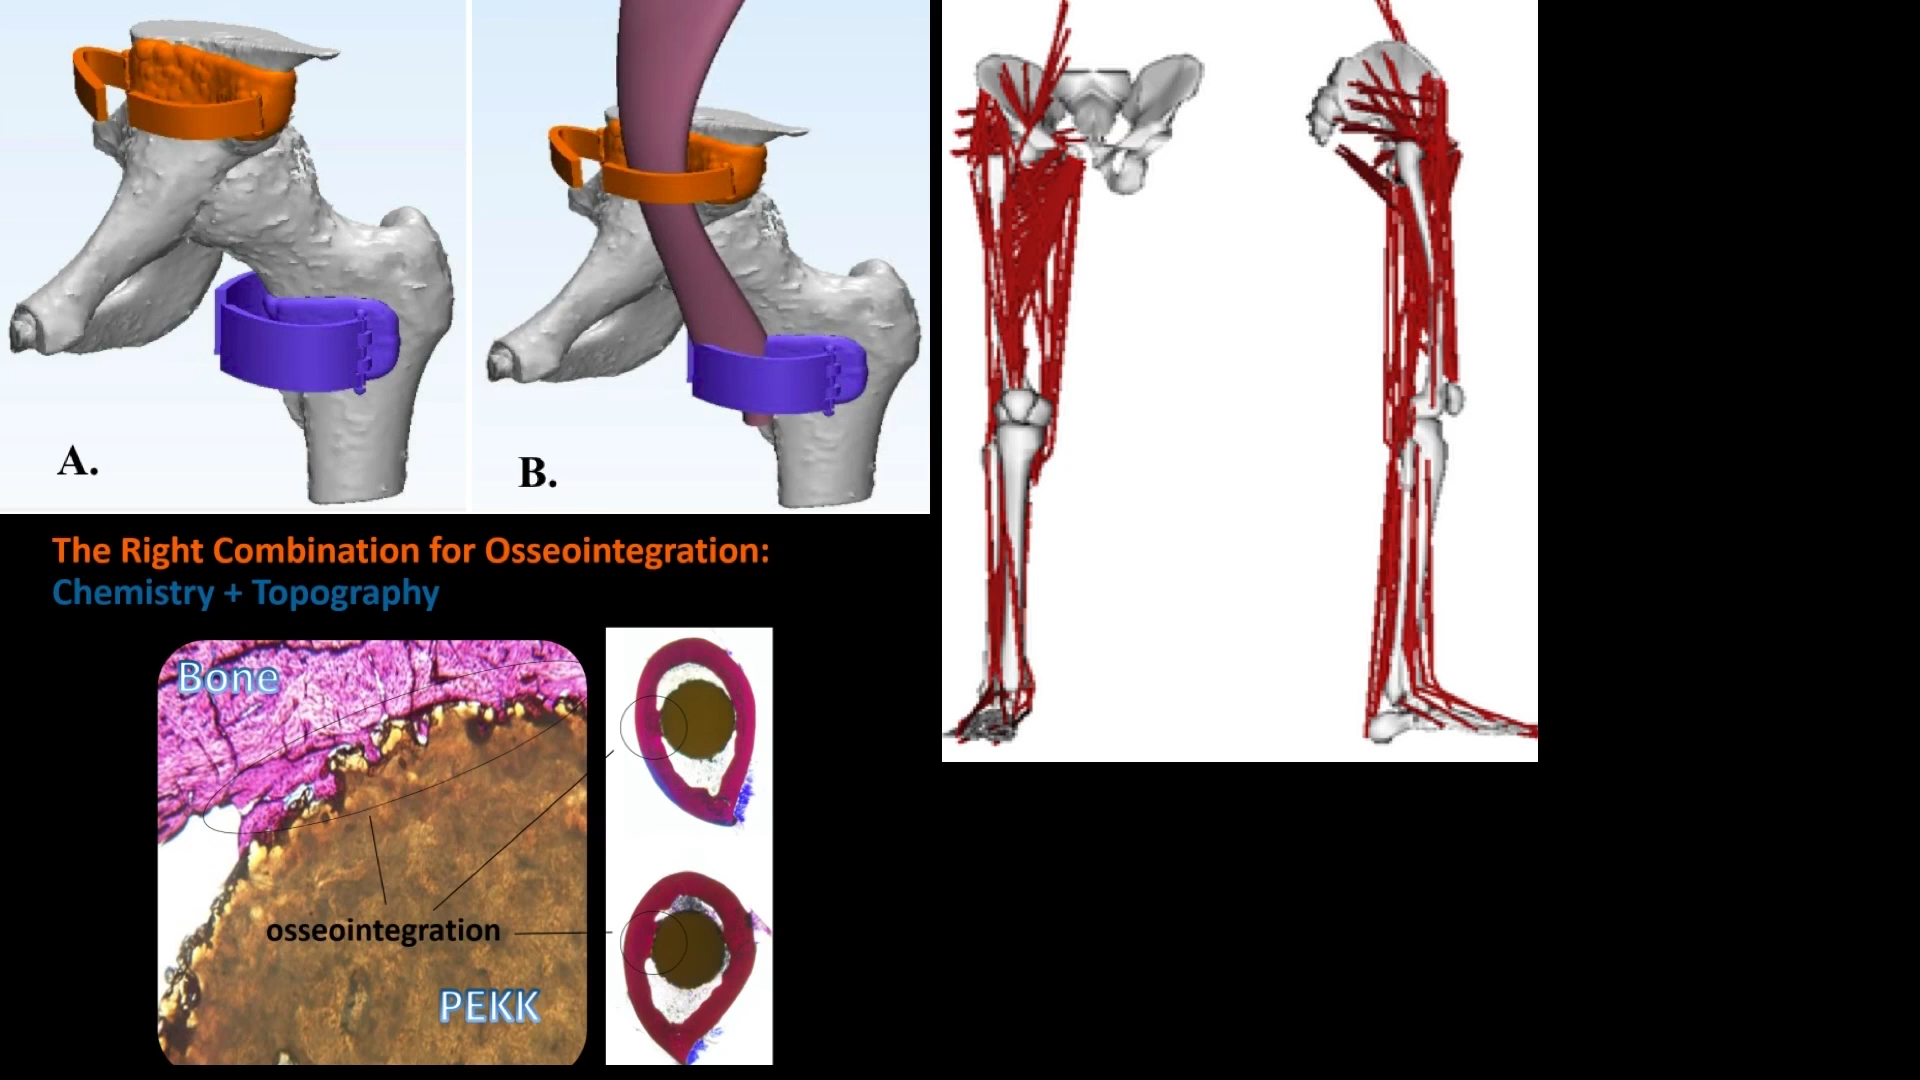 A.
B.
The Right Combination for Osseointegration:
Chemistry + Topography
Bone
osseointegration
PEKK